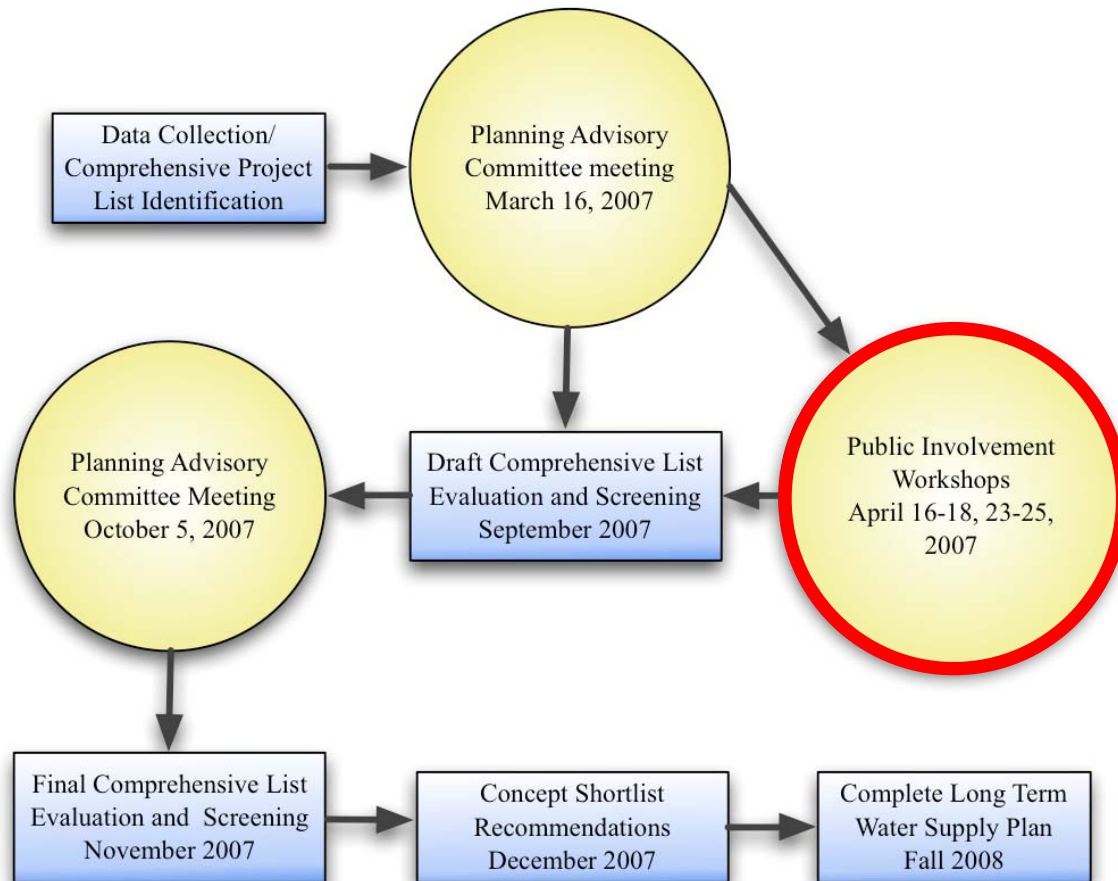 Data Collection/
Comprehensive Project
List Identification
Planning Advisory
Committee meeting
March 16, 2007
Public Involvement
Workshops
April 16-18, 23-25,
2007
Draft Comprehensive List
Evaluation and Screening
September 2007
Planning Advisory
Committee Meeting
October 5, 2007
Final Comprehensive List
Evaluation and Screening
November 2007
Concept Shortlist
Recommendations
December 2007
Complete Long Term
Water Supply Plan
Fall 2008